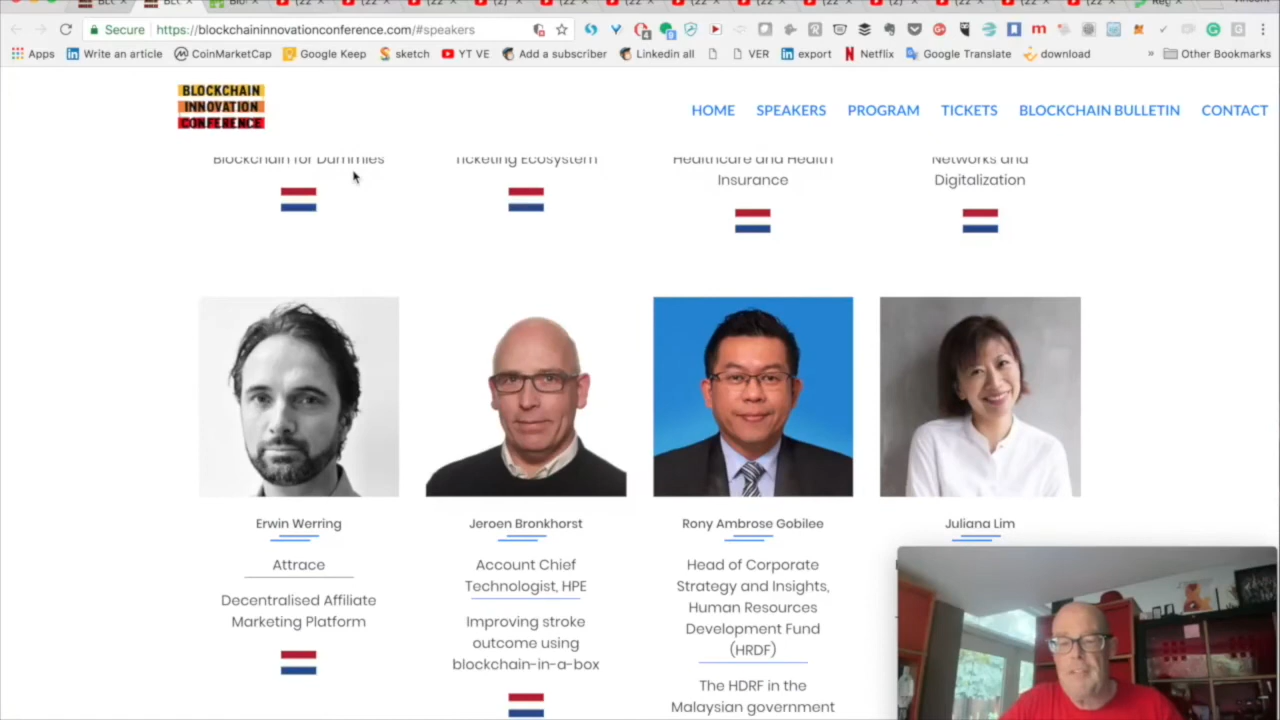 Secure
https://blockchaininnovationconference.com/#speakers
Apps
Write an article
CoinMarketCap
Google Keep
sketch
YT VE
Add a subscriber
Linkedin all
VER
export
Netflix
Google Translate
download
»
Other Bookmarks
BLOCKCHAIN
INNOVATION
CONFERENCE
HOME
SPEAKERS
PROGRAM
TICKETS
BLOCKCHAIN BULLETIN
CONTACT
Blockchain for Dummies
Ticketing Ecosystem
Healthcare and Health
Insurance
Networks and
Digitalization
Erwin Werring
Attrace
Decentralised Affiliate
Marketing Platform
Jeroen Bronkhorst
Account Chief
Technologist, HPE
Improving stroke
outcome using
blockchain-in-a-box
Rony Ambrose Gobilee
Head of Corporate
Strategy and Insights,
Human Resources
Development Fund
(HRDF)
The HDRF in the
Malaysian government
Juliana Lim